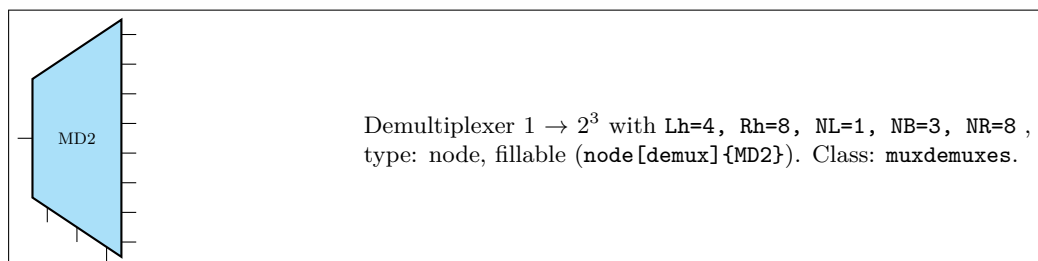 MD2
Demultiplexer 1 → 2³ with Lh=4, Rh=8, NL=1, NB=3, NR=8 ,
type: node, fillable (node[demux]{MD2}). Class: muxdemuxes.